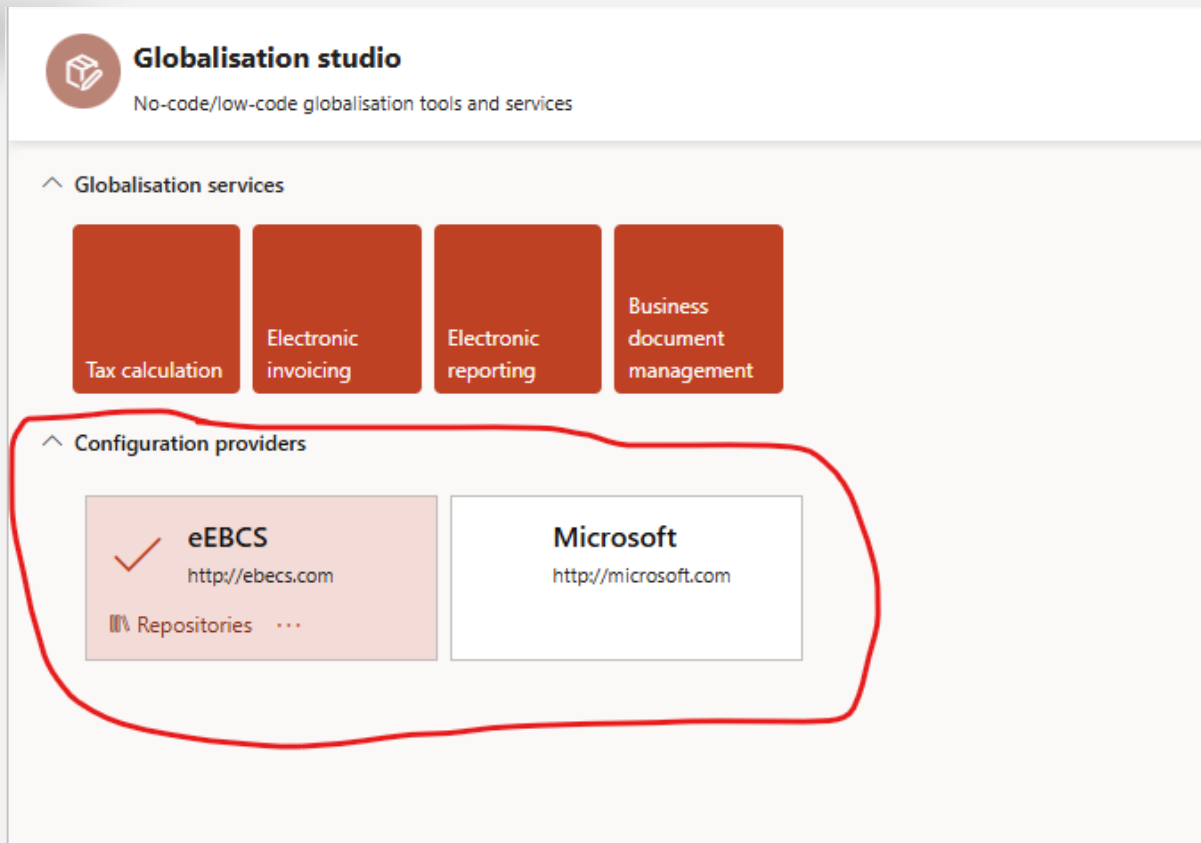 Globalisation studio
No-code/low-code globalisation tools and services
Globalisation services
Tax calculation
Electronic
invoicing
Electronic
reporting
Business
document
management
Configuration providers
eEBCS
http://ebecs.com
Repositories ···
Microsoft
http://microsoft.com